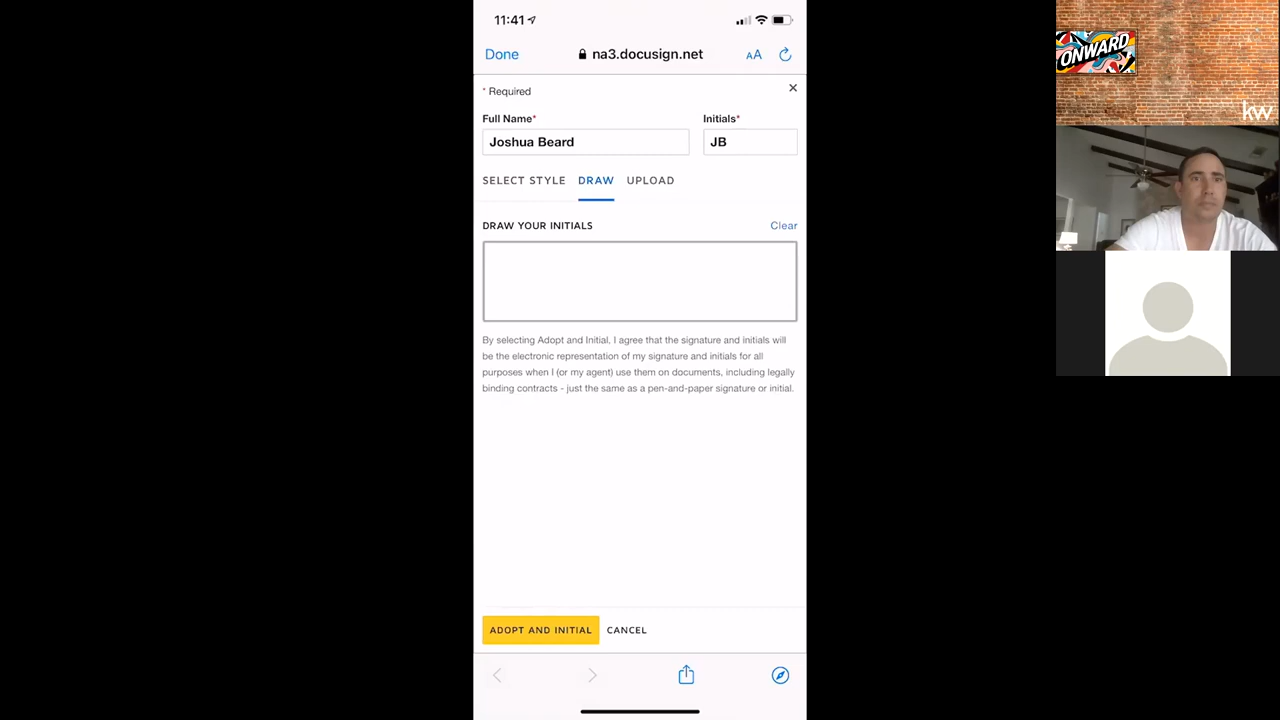 11:41
Done
na3.docusign.net
AA
* Required
Full Name*
Initials*
Joshua Beard
JB
SELECT STYLE
DRAW
UPLOAD
DRAW YOUR INITIALS
Clear
By selecting Adopt and Initial, I agree that the signature and initials will
be the electronic representation of my signature and initials for all
purposes when I (or my agent) use them on documents, including legally
binding contracts - just the same as a pen-and-paper signature or initial.
ADOPT AND INITIAL
CANCEL
ONWARD
kw